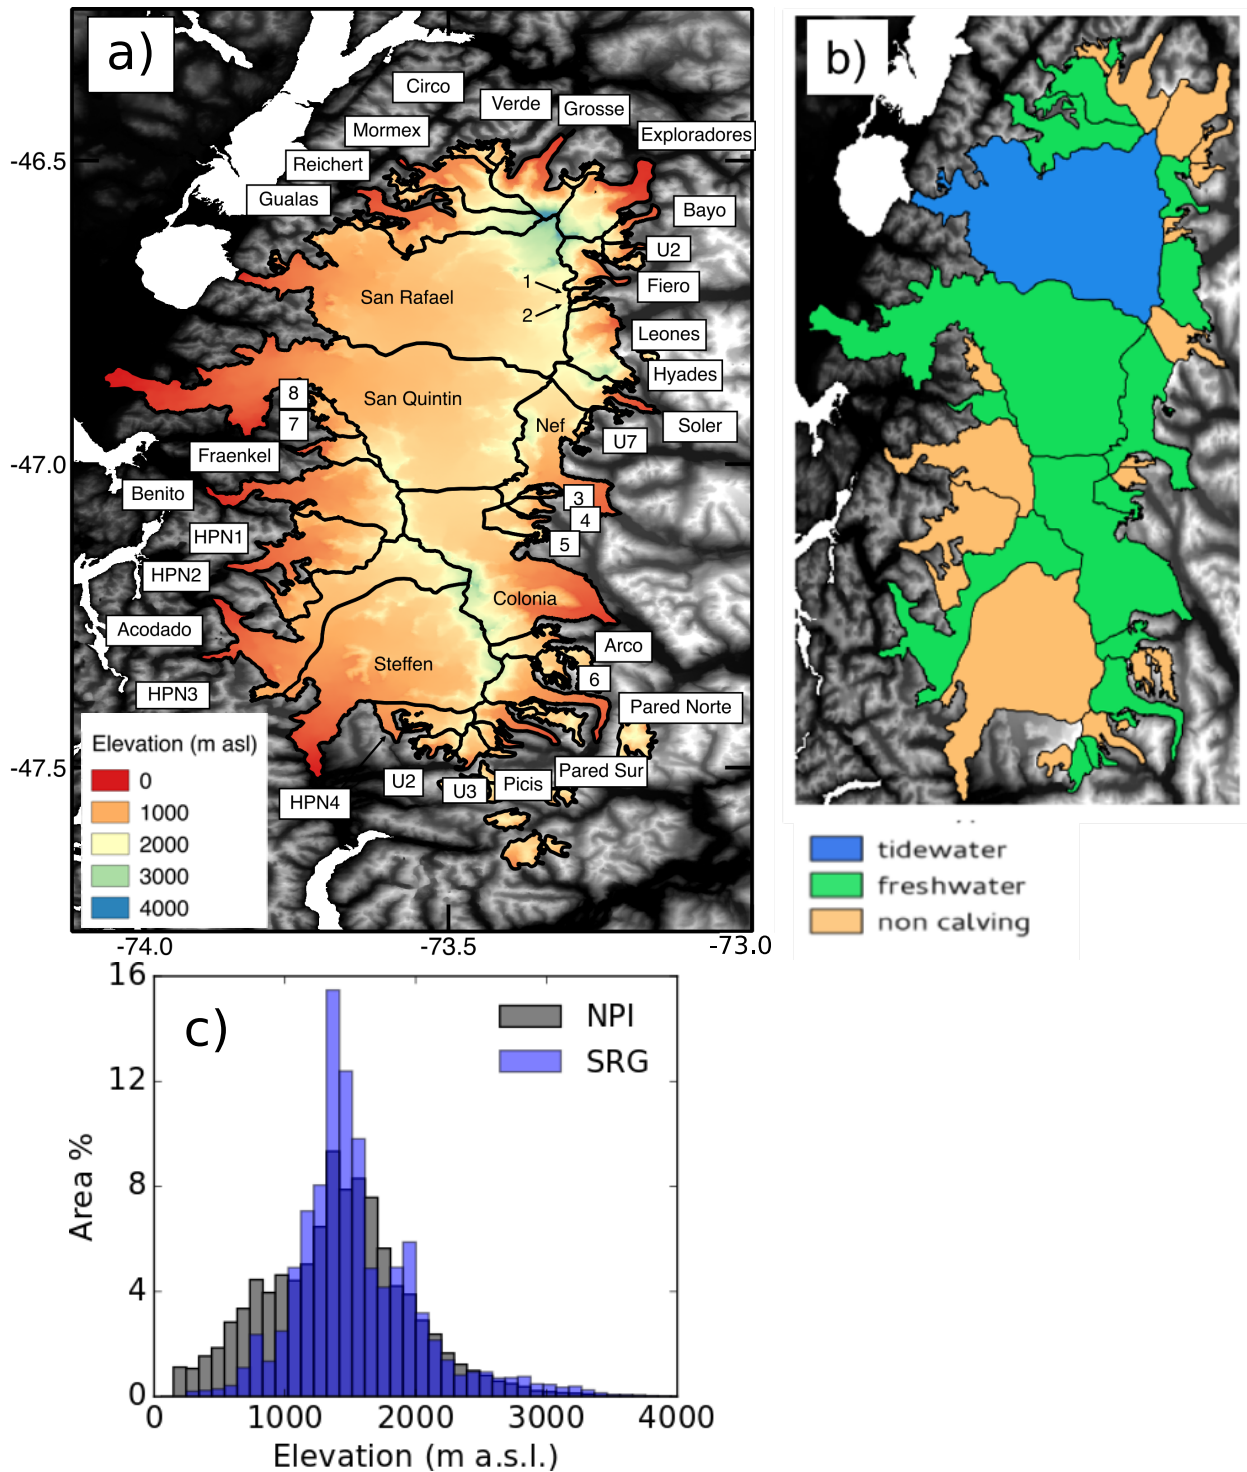 a)
b)
Circo
Verde
Grosse
Mormex
Exploradores
Reichert
Gualas
Bayo
U2
Fiero
1
2
San Rafael
Leones
Hyades
San Quintin
8
7
Nef
Soler
U7
Fraenkel
Benito
3
4
5
HPN1
HPN2
Colonia
Acodado
Arco
Steffen
6
HPN3
Pared Norte
Pared Sur
U2
U3
Picis
HPN4
-46.5
-47.0
-47.5
-74.0
-73.5
-73.0
Elevation (m asl)
0
1000
2000
3000
4000
tidewater
freshwater
non calving
c)
NPI
SRG
16
12
8
4
0
Area %
0
1000
2000
3000
4000
Elevation (m a.s.l.)